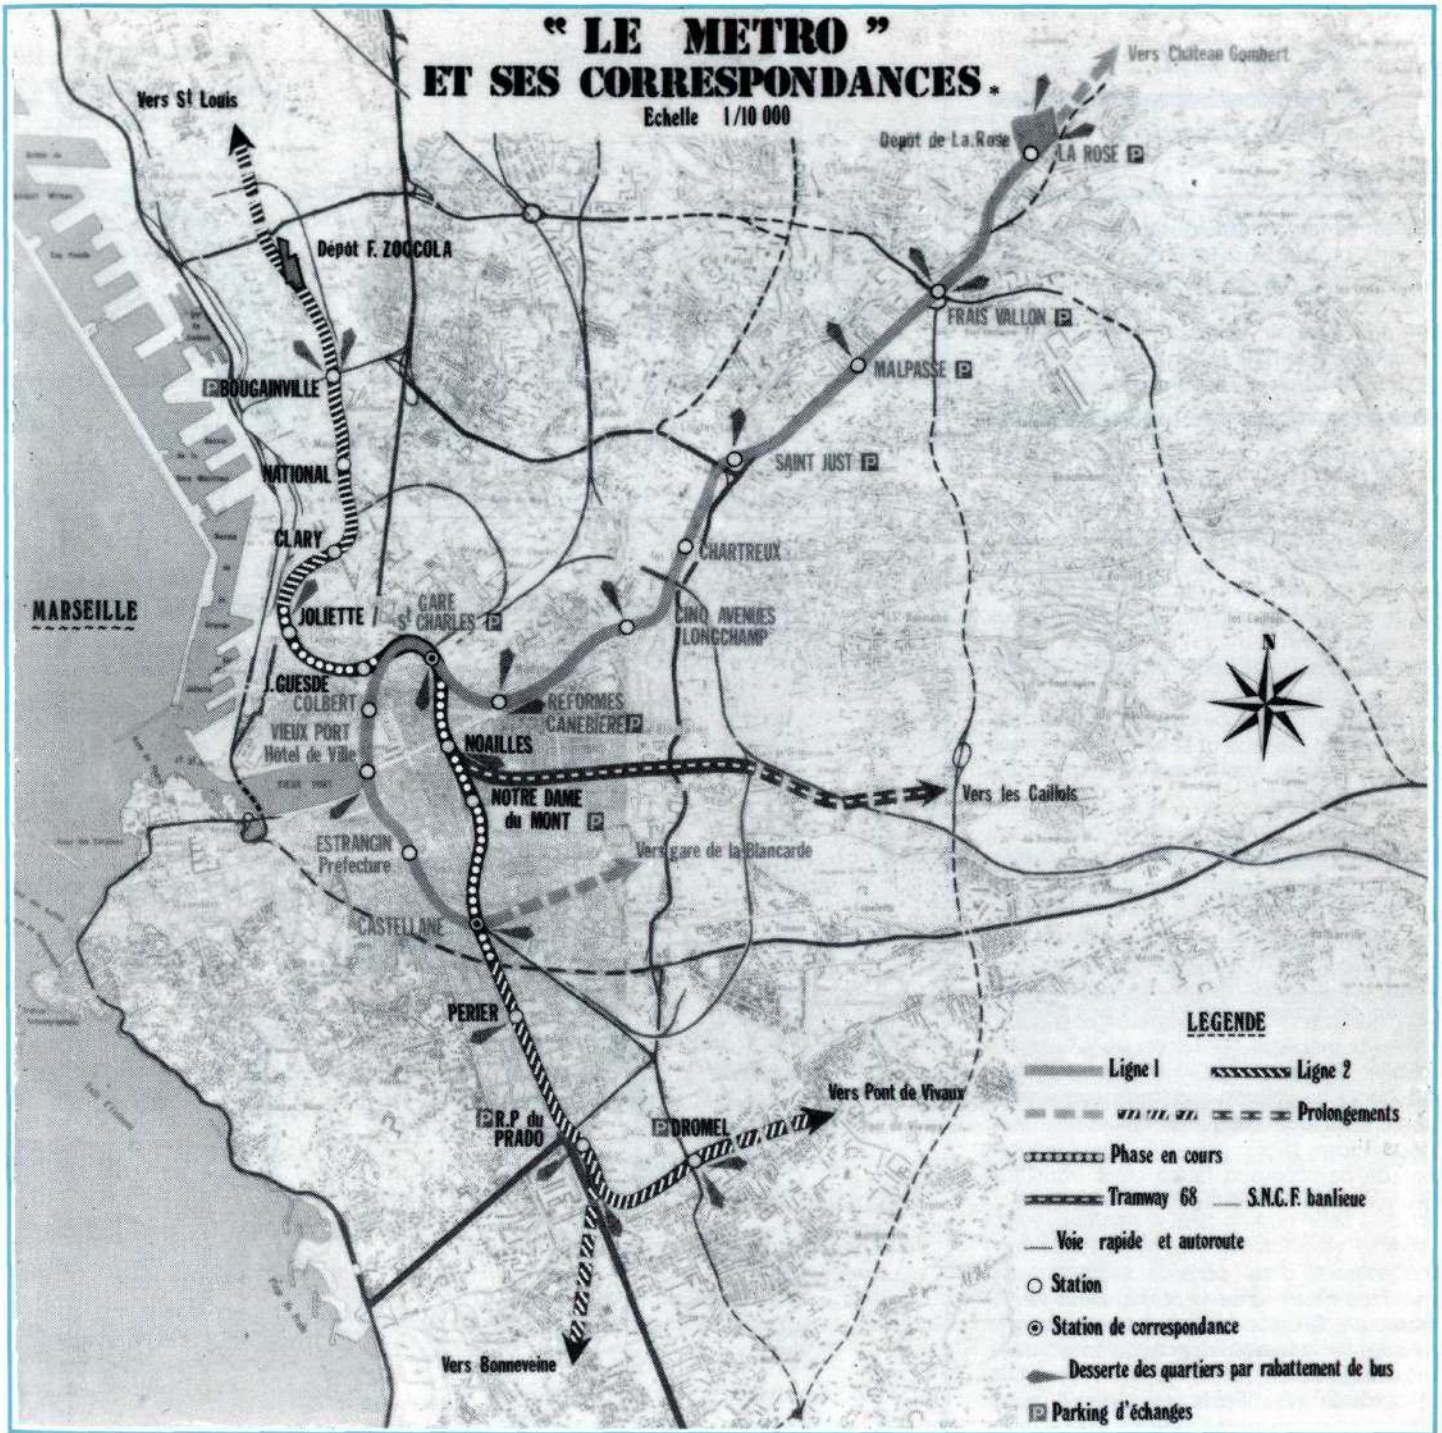 “ LE METRO ”
ET SES CORRESPONDANCES.*
Echelle 1/10 000
Vers Château Gombert
Vers St Louis
Dépôt de La Rose
LA ROSE P
Dépôt F. ZOCCOLA
FRAIS VALLON P
MALPASSE P
P BOUGAINVILLE
SAINT JUST P
NATIONAL
CLARY
CHARTREUX
MARSEILLE
JOLIETTE
GARE
St CHARLES P
CINQ AVENUES
LONGCHAMP
N
J. GUESDE
COLBERT
REFORMES
CANEBIERE P
VIEUX PORT
Hôtel de Ville
NOAILLES
VIEUX PORT
NOTRE DAME
du MONT P
Vers les Caillols
ESTRANGIN
Préfecture
Vers gare de la Blancarde
CASTELLANE
PERIER
P R.P du
PRADO
P DROMEL
Vers Pont de Vivaux
Vers Bonneveine
LEGENDE
Ligne 1
Ligne 2
Prolongements
Phase en cours
Tramway 68
S.N.C.F. banlieue
Voie rapide et autoroute
Station
Station de correspondance
Desserte des quartiers par rabattement de bus
P Parking d'échanges